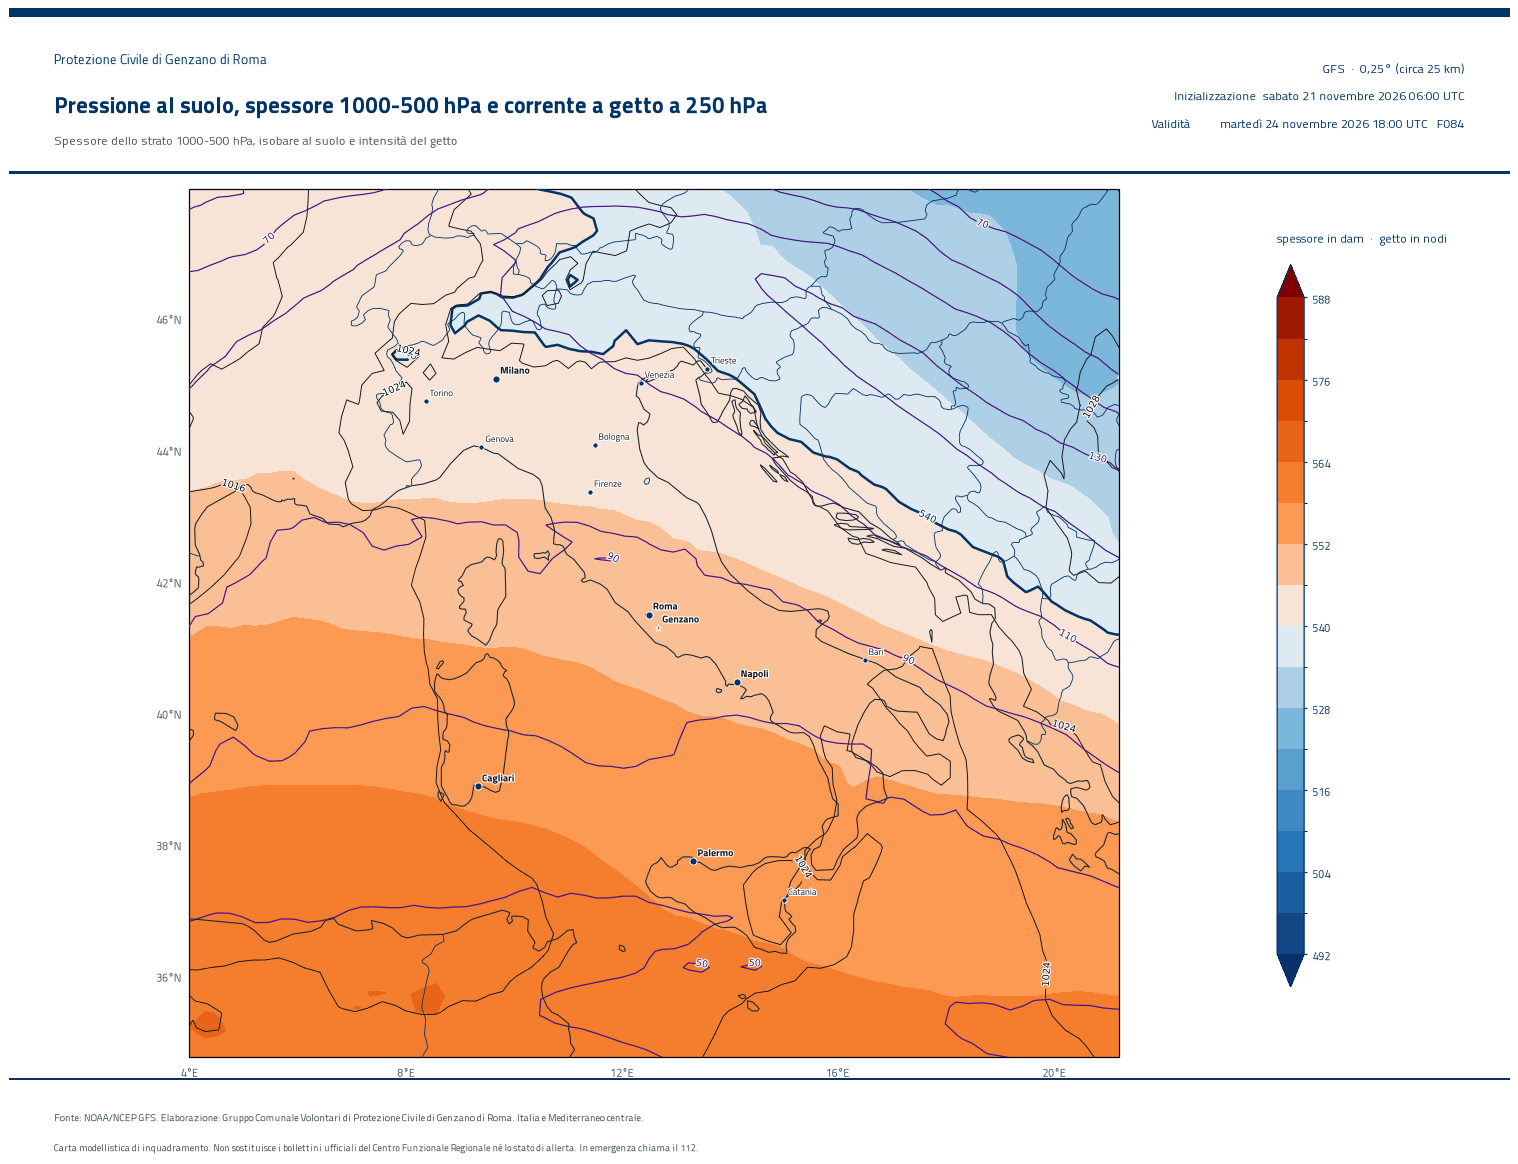 Protezione Civile di Genzano di Roma
Pressione al suolo, spessore 1000-500 hPa e corrente a getto a 250 hPa
Spessore dello strato 1000-500 hPa, isobare al suolo e intensità del getto
GFS · 0,25° (circa 25 km)
Inizializzazione sabato 21 novembre 2026 06:00 UTC
Validità martedì 24 novembre 2026 18:00 UTC F084
spessore in dam · getto in nodi
70
70
588
46°N
1024
Trieste
Milano
Venezia
576
1024
Torino
1028
44°N
Genova
Bologna
130
564
1016
Firenze
540
552
42°N
90
Roma
Genzano
540
110
Bari
90
Napoli
40°N
1024
528
Cagliari
516
38°N
Palermo
1024
504
Catania
36°N
50
50
1024
492
4°E
8°E
12°E
16°E
20°E
Fonte: NOAA/NCEP GFS. Elaborazione: Gruppo Comunale Volontari di Protezione Civile di Genzano di Roma. Italia e Mediterraneo centrale.
Carta modellistica di inquadramento. Non sostituisce i bollettini ufficiali del Centro Funzionale Regionale né lo stato di allerta. In emergenza chiama il 112.